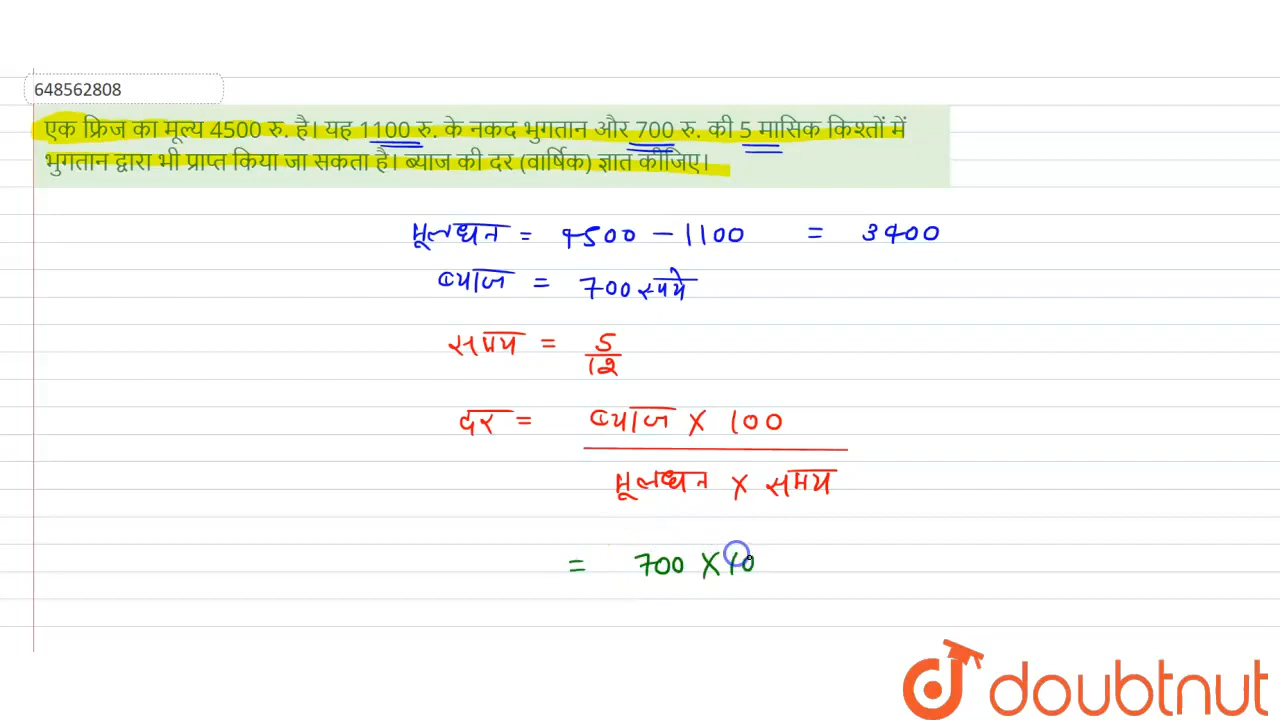 648562808
एक फ्रिज का मूल्य 4500 रु. है। यह 1100 रु. के नकद भुगतान और 700 रु. की 5 मासिक किश्तों में
भुगतान द्वारा भी प्राप्त किया जा सकता है। ब्याज की दर (वार्षिक) ज्ञात कीजिए।
मूलधन = 4500 - 1100 = 3400
ब्याज = 700 रुपये
समय = 5/12
दर = ब्याज X 100
मूलधन X समय
= 700 X 10
doubtnut